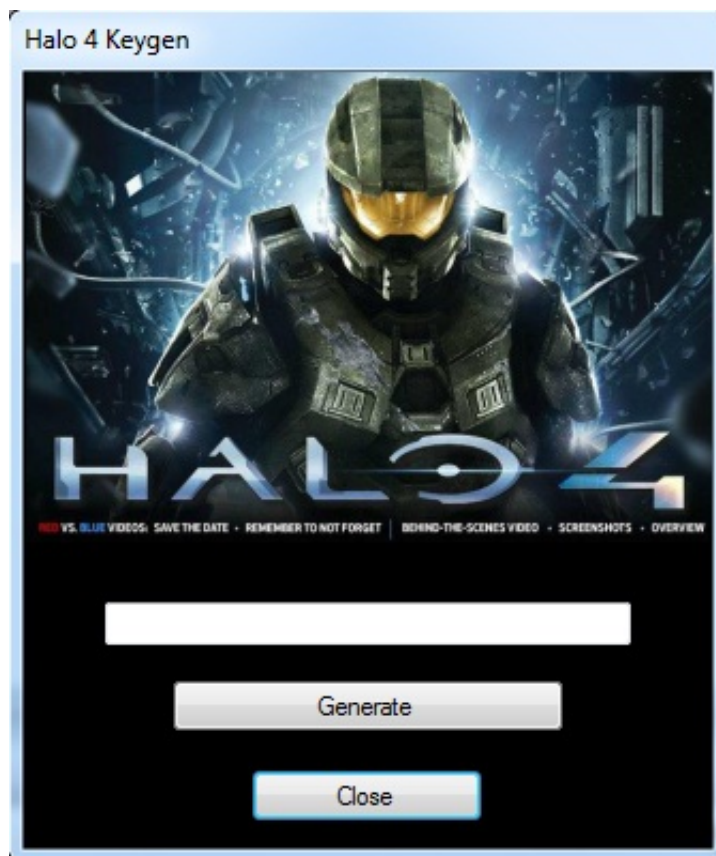 Halo 4 Keygen
HALO 4
RED VS. BLUE VIDEOS: SAVE THE DATE • REMEMBER TO NOT FORGET | BEHIND-THE-SCENES VIDEO • SCREENSHOTS • OVERVIEW
Generate
Close